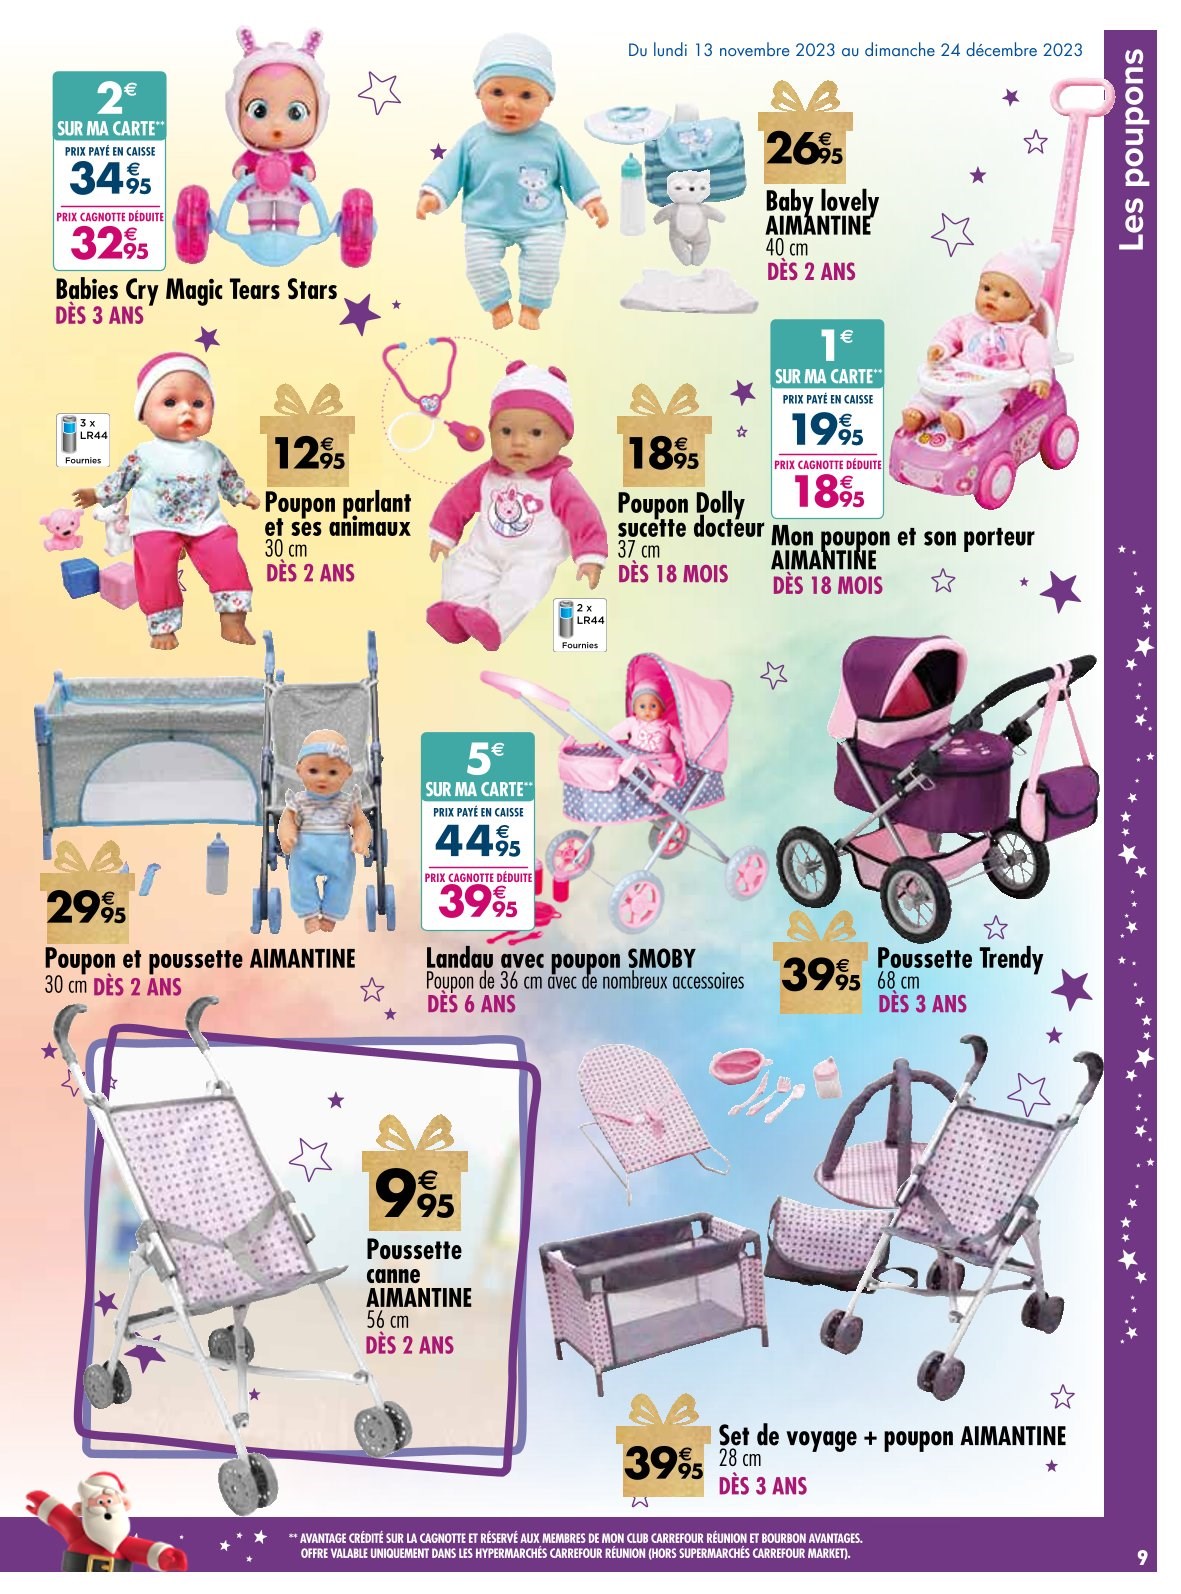 Du lundi 13 novembre 2023 au dimanche 24 décembre 2023
Les poupons
2€
SUR MA CARTE**
PRIX PAYÉ EN CAISSE
34€95
PRIX CAGNOTTE DÉDUITE
32€95
Babies Cry Magic Tears Stars
DÈS 3 ANS
26€95
Baby lovely
AIMANTINE
40 cm
DÈS 2 ANS
3 x
LR44
Fournies
12€95
Poupon parlant
et ses animaux
30 cm
DÈS 2 ANS
18€95
Poupon Dolly
sucette docteur
37 cm
DÈS 18 MOIS
2 x
LR44
Fournies
1€
SUR MA CARTE**
PRIX PAYÉ EN CAISSE
19€95
PRIX CAGNOTTE DÉDUITE
18€95
Mon poupon et son porteur
AIMANTINE
DÈS 18 MOIS
29€95
Poupon et poussette AIMANTINE
30 cm DÈS 2 ANS
5€
SUR MA CARTE**
PRIX PAYÉ EN CAISSE
44€95
PRIX CAGNOTTE DÉDUITE
39€95
Landau avec poupon SMOBY
Poupon de 36 cm avec de nombreux accessoires
DÈS 6 ANS
39€95
Poussette Trendy
68 cm
DÈS 3 ANS
9€95
Poussette
canne
AIMANTINE
56 cm
DÈS 2 ANS
39€95
Set de voyage + poupon AIMANTINE
28 cm
DÈS 3 ANS
** AVANTAGE CRÉDITÉ SUR LA CAGNOTTE ET RÉSERVÉ AUX MEMBRES DE MON CLUB CARREFOUR RÉUNION ET BOURBON AVANTAGES.
OFFRE VALABLE UNIQUEMENT DANS LES HYPERMARCHÉS CARREFOUR RÉUNION (HORS SUPERMARCHÉS CARREFOUR MARKET).
9